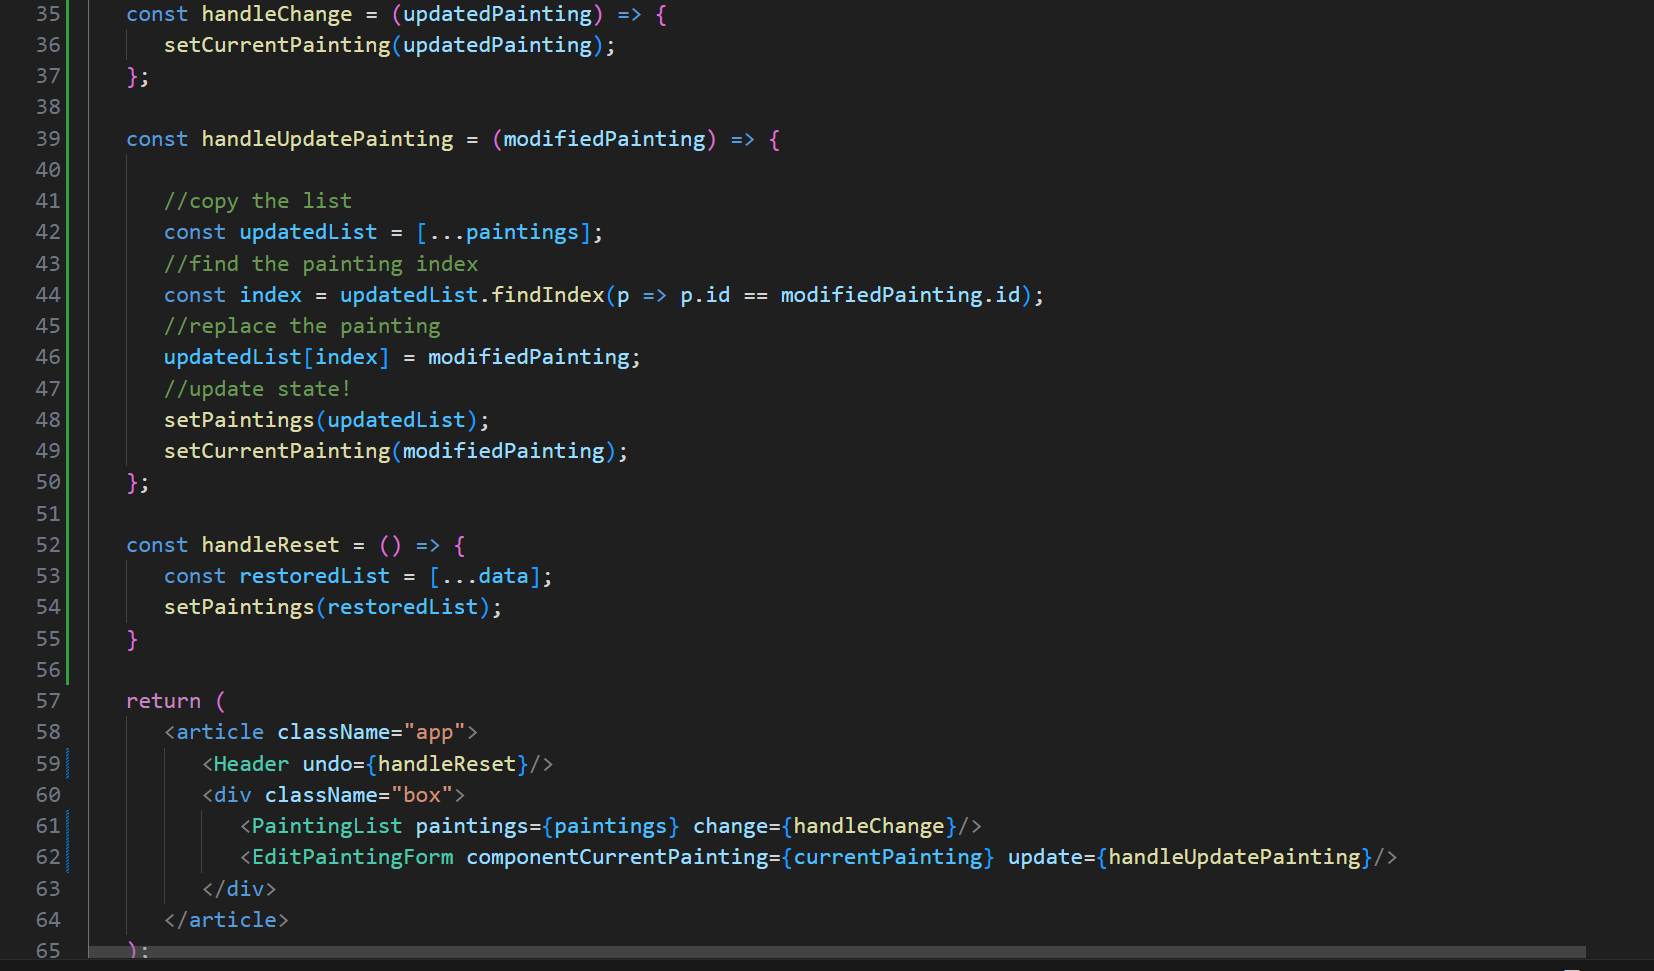 35 const handleChange = (updatedPainting) => {
36 setCurrentPainting(updatedPainting);
37 };
38
39 const handleUpdatePainting = (modifiedPainting) => {
40
41 //copy the list
42 const updatedList = [...paintings];
43 //find the painting index
44 const index = updatedList.findIndex(p => p.id == modifiedPainting.id);
45 //replace the painting
46 updatedList[index] = modifiedPainting;
47 //update state!
48 setPaintings(updatedList);
49 setCurrentPainting(modifiedPainting);
50 };
51
52 const handleReset = () => {
53 const restoredList = [...data];
54 setPaintings(restoredList);
55 }
56
57 return (
58 <article className="app">
59 <Header undo={handleReset}/>
60 <div className="box">
61 <PaintingList paintings={paintings} change={handleChange}/>
62 <EditPaintingForm componentCurrentPainting={currentPainting} update={handleUpdatePainting}/>
63 </div>
64 </article>
65 );